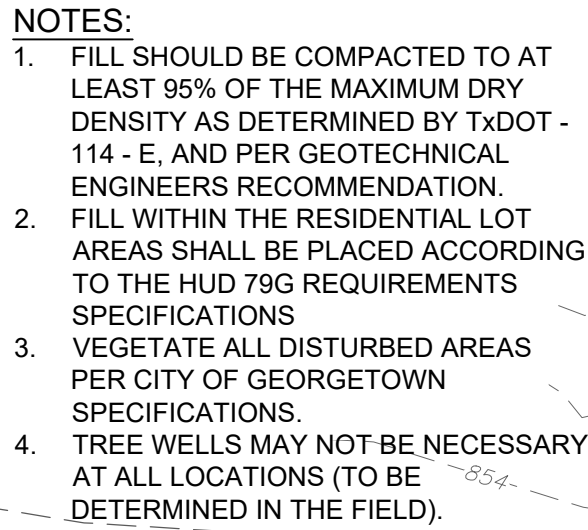 NOTES:
1. FILL SHOULD BE COMPACTED TO AT
LEAST 95% OF THE MAXIMUM DRY
DENSITY AS DETERMINED BY TxDOT -
114 - E, AND PER GEOTECHNICAL
ENGINEERS RECOMMENDATION.
2. FILL WITHIN THE RESIDENTIAL LOT
AREAS SHALL BE PLACED ACCORDING
TO THE HUD 79G REQUIREMENTS
SPECIFICATIONS
3. VEGETATE ALL DISTURBED AREAS
PER CITY OF GEORGETOWN
SPECIFICATIONS.
4. TREE WELLS MAY NOT BE NECESSARY
AT ALL LOCATIONS (TO BE
DETERMINED IN THE FIELD).
854